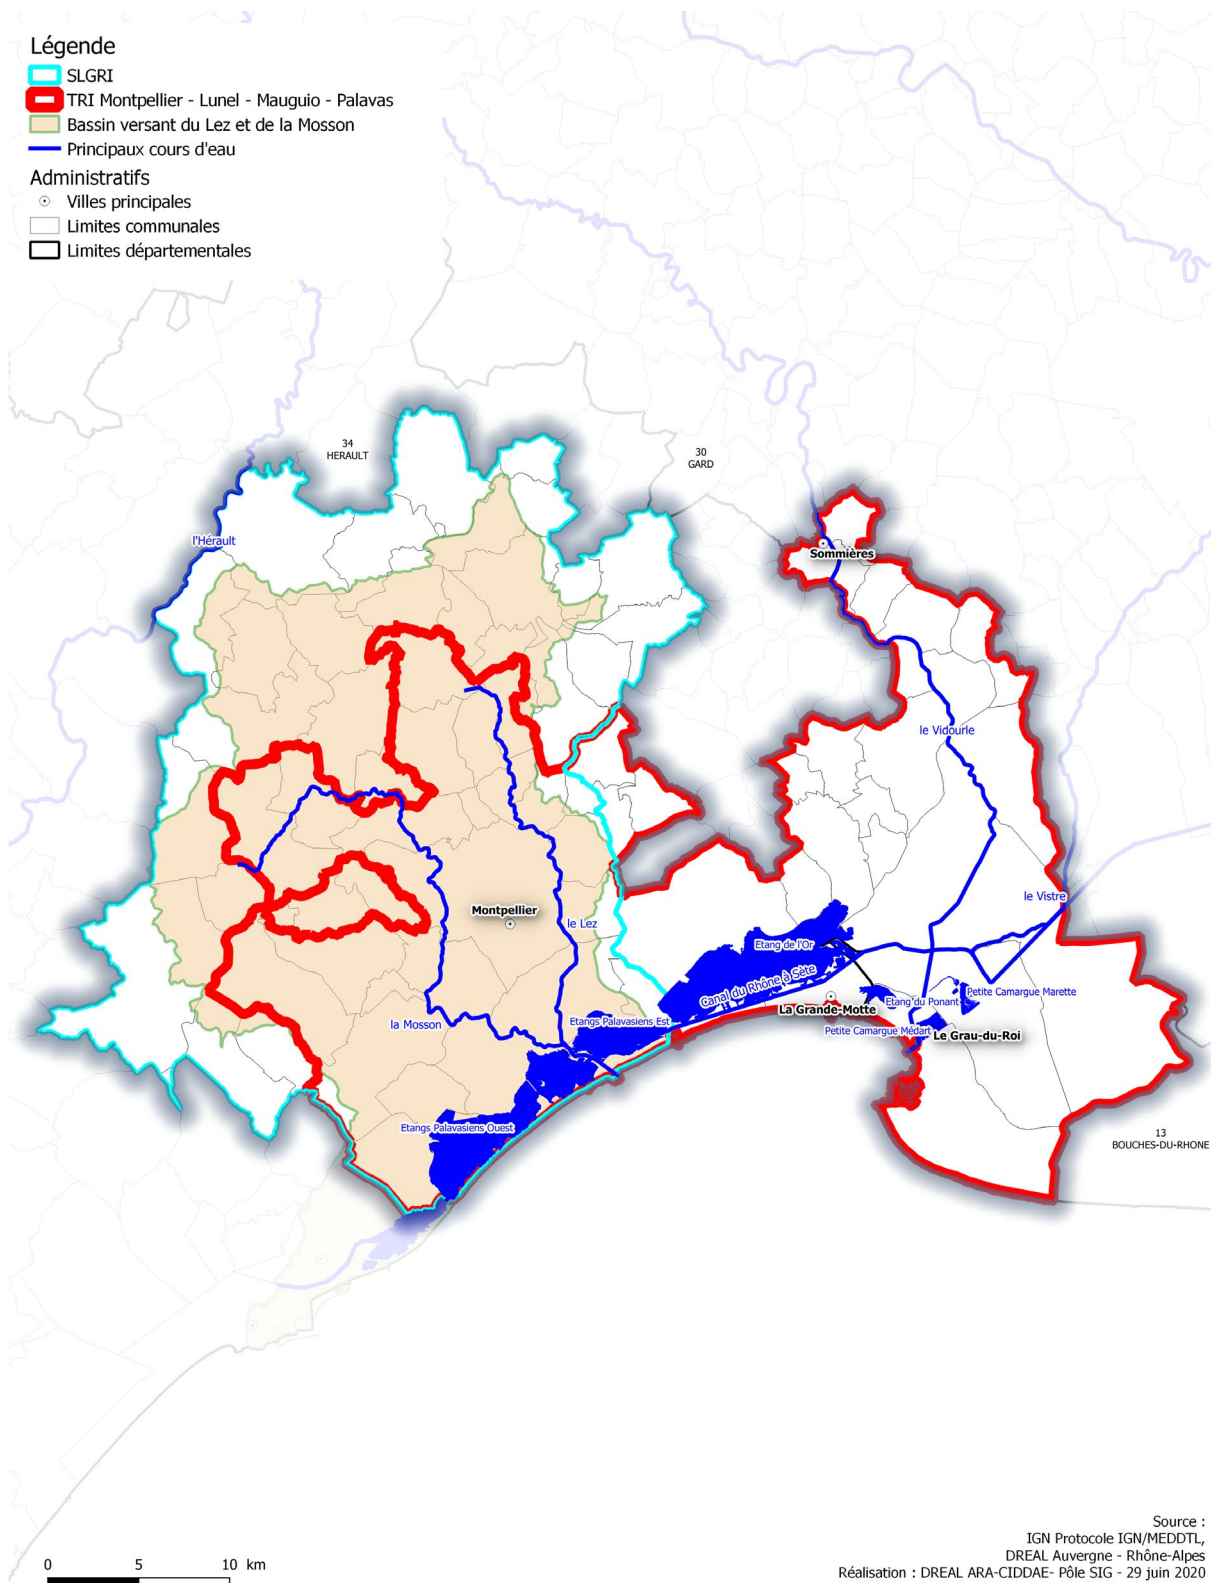 Légende
SLGRI
TRI Montpellier - Lunel - Mauguio - Palavas
Bassin versant du Lez et de la Mosson
Principaux cours d'eau
Administratifs
Villes principales
Limites communales
Limites départementales
34
HERAULT
30
GARD
l'Hérault
Sommières
le Vidourle
le Vistre
Montpellier
le Lez
Etang de l'Or
Canal du Rhône à Sète
Petite Camargue Marette
Etang du Ponant
La Grande-Motte
la Mosson
Etangs Palavasiens Est
Petite Camargue Médart
Le Grau-du-Roi
Etangs Palavasiens Ouest
13
BOUCHES-DU-RHONE
Source :
IGN Protocole IGN/MEDDTL,
DREAL Auvergne - Rhône-Alpes
Réalisation : DREAL ARA-CIDDAE- Pôle SIG - 29 juin 2020
0 5 10 km